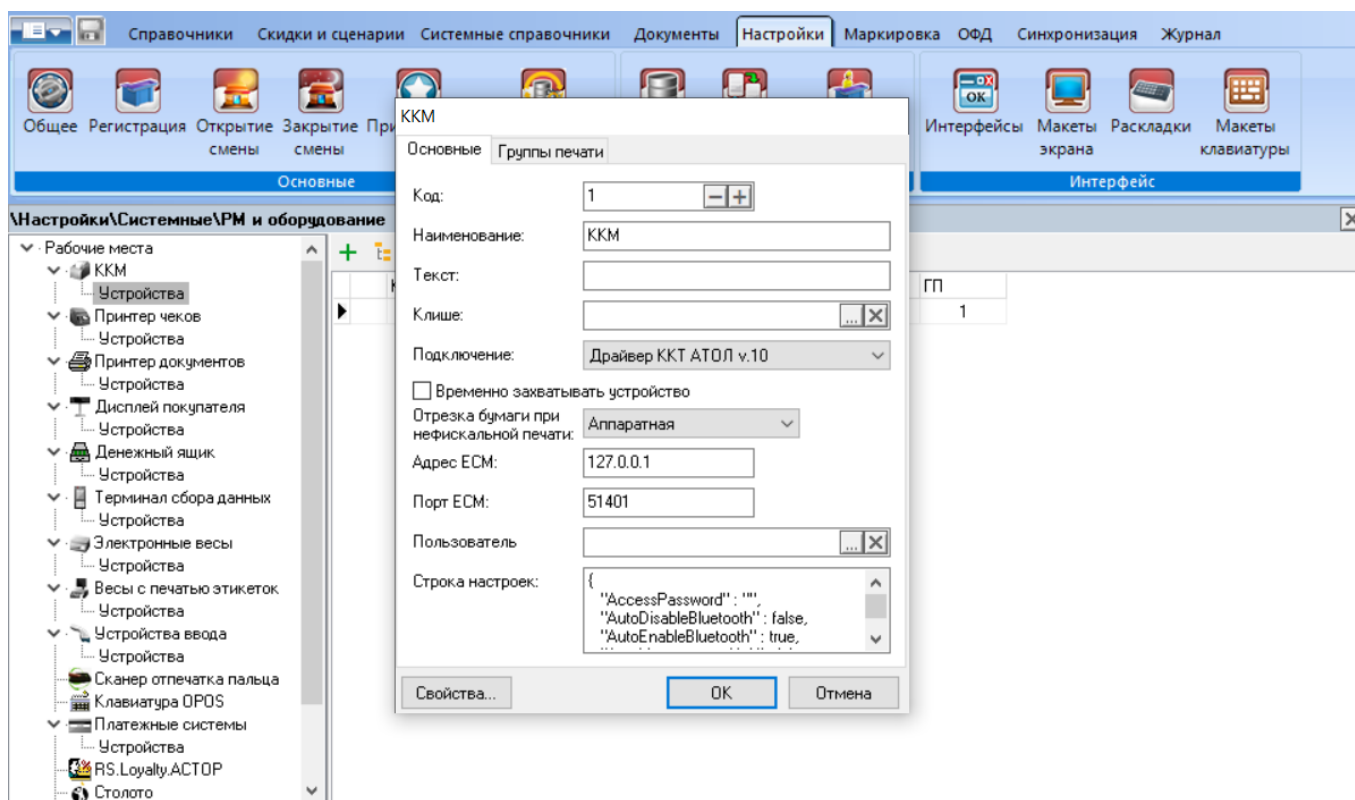 Справочники Скидки и сценарии Системные справочники Документы Настройки Маркировка ОФД Синхронизация Журнал
Общее Регистрация Открытие смены Закрытие смены
OK
Интерфейсы Макеты экрана Раскладки Макеты клавиатуры
Основные
Интерфейс
\Настройки\Системные\РМ и оборудование
Рабочие места
ККМ
Устройства
Принтер чеков
Устройства
Принтер документов
Устройства
Дисплей покупателя
Устройства
Денежный ящик
Устройства
Терминал сбора данных
Устройства
Электронные весы
Устройства
Весы с печатью этикеток
Устройства
Устройства ввода
Устройства
Сканер отпечатка пальца
Клавиатура OPOS
Платежные системы
Устройства
RS.Loyalty.АСТОР
Столото
ГП
1
ККМ
Основные Группы печати
Код: 1
Наименование: ККМ
Текст:
Клише: ...
Подключение: Драйвер ККТ АТОЛ v.10
Временно захватывать устройство
Отрезка бумаги при
нефискальной печати: Аппаратная
Адрес ECM: 127.0.0.1
Порт ECM: 51401
Пользователь ...
Строка настроек: {
"AccessPassword" : "",
"AutoDisableBluetooth" : false,
"AutoEnableBluetooth" : true,
Свойства... OK Отмена